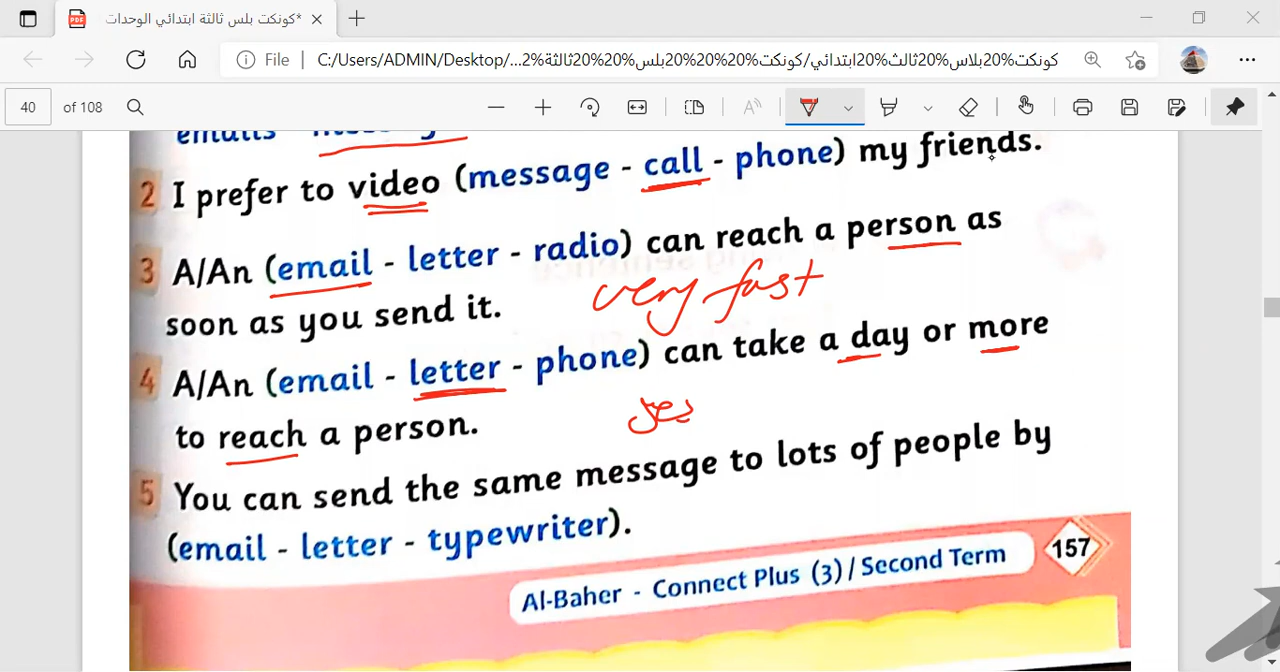 *كونكت بلس ثالثة ابتدائي الوحدات
File
C:/Users/ADMIN/Desktop/كونكت%20بلاس%20ثالث%20ابتدائي/كونكت%20%20%20بلس%20%20ثالثة%2...
40 of 108
emails
2 I prefer to video (message - call - phone) my friends.
3 A/An (email - letter - radio) can reach a person as
soon as you send it.
very fast
4 A/An (email - letter - phone) can take a day or more
to reach a person.
yes
5 You can send the same message to lots of people by
(email - letter - typewriter).
Al-Baher - Connect Plus (3) / Second Term
157